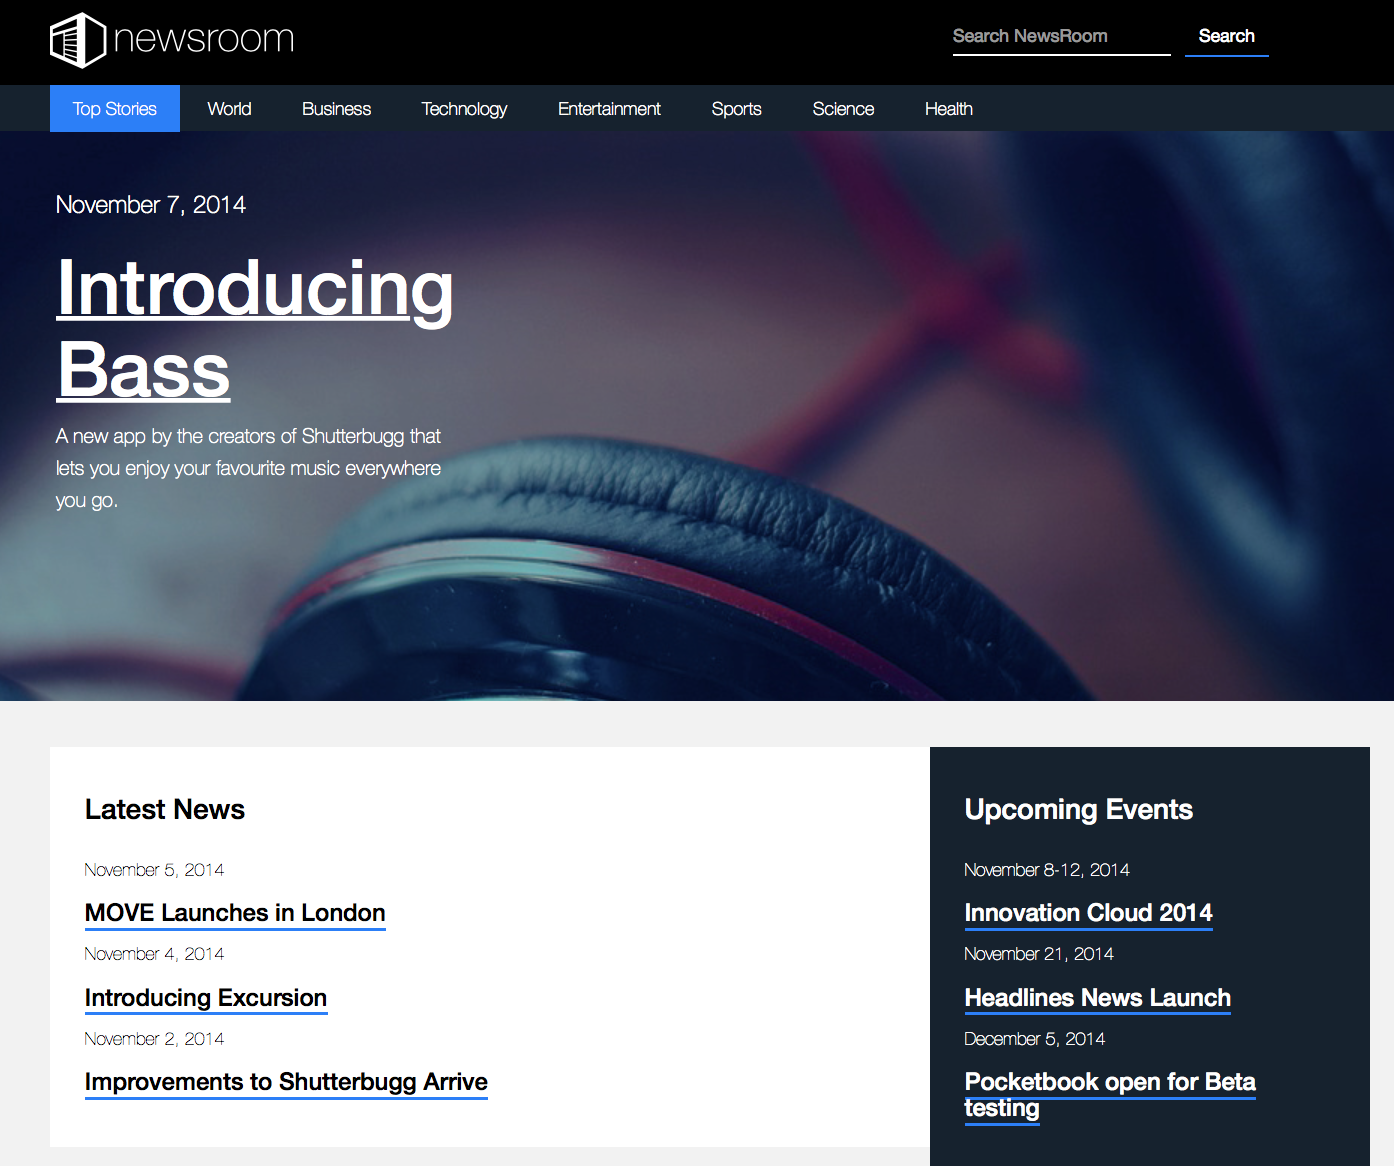 newsroom
Search NewsRoom
Search
Top Stories
World
Business
Technology
Entertainment
Sports
Science
Health
November 7, 2014
Introducing
Bass
A new app by the creators of Shutterbugg that
lets you enjoy your favourite music everywhere
you go.
Latest News
November 5, 2014
MOVE Launches in London
November 4, 2014
Introducing Excursion
November 2, 2014
Improvements to Shutterbugg Arrive
Upcoming Events
November 8-12, 2014
Innovation Cloud 2014
November 21, 2014
Headlines News Launch
December 5, 2014
Pocketbook open for Beta
testing